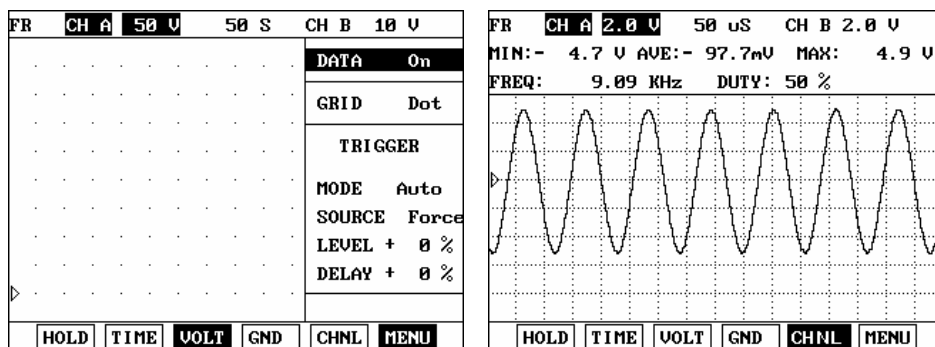 FR CH A 50 V 50 S CH B 10 V
DATA On
GRID Dot
TRIGGER
MODE Auto
SOURCE Force
LEVEL + 0 %
DELAY + 0 %
HOLD TIME VOLT GND CHNL MENU
FR CH A 2.0 V 50 uS CH B 2.0 V
MIN:- 4.7 V AVE:- 97.7mV MAX: 4.9 V
FREQ: 9.09 KHz DUTY: 50 %
HOLD TIME VOLT GND CHNL MENU